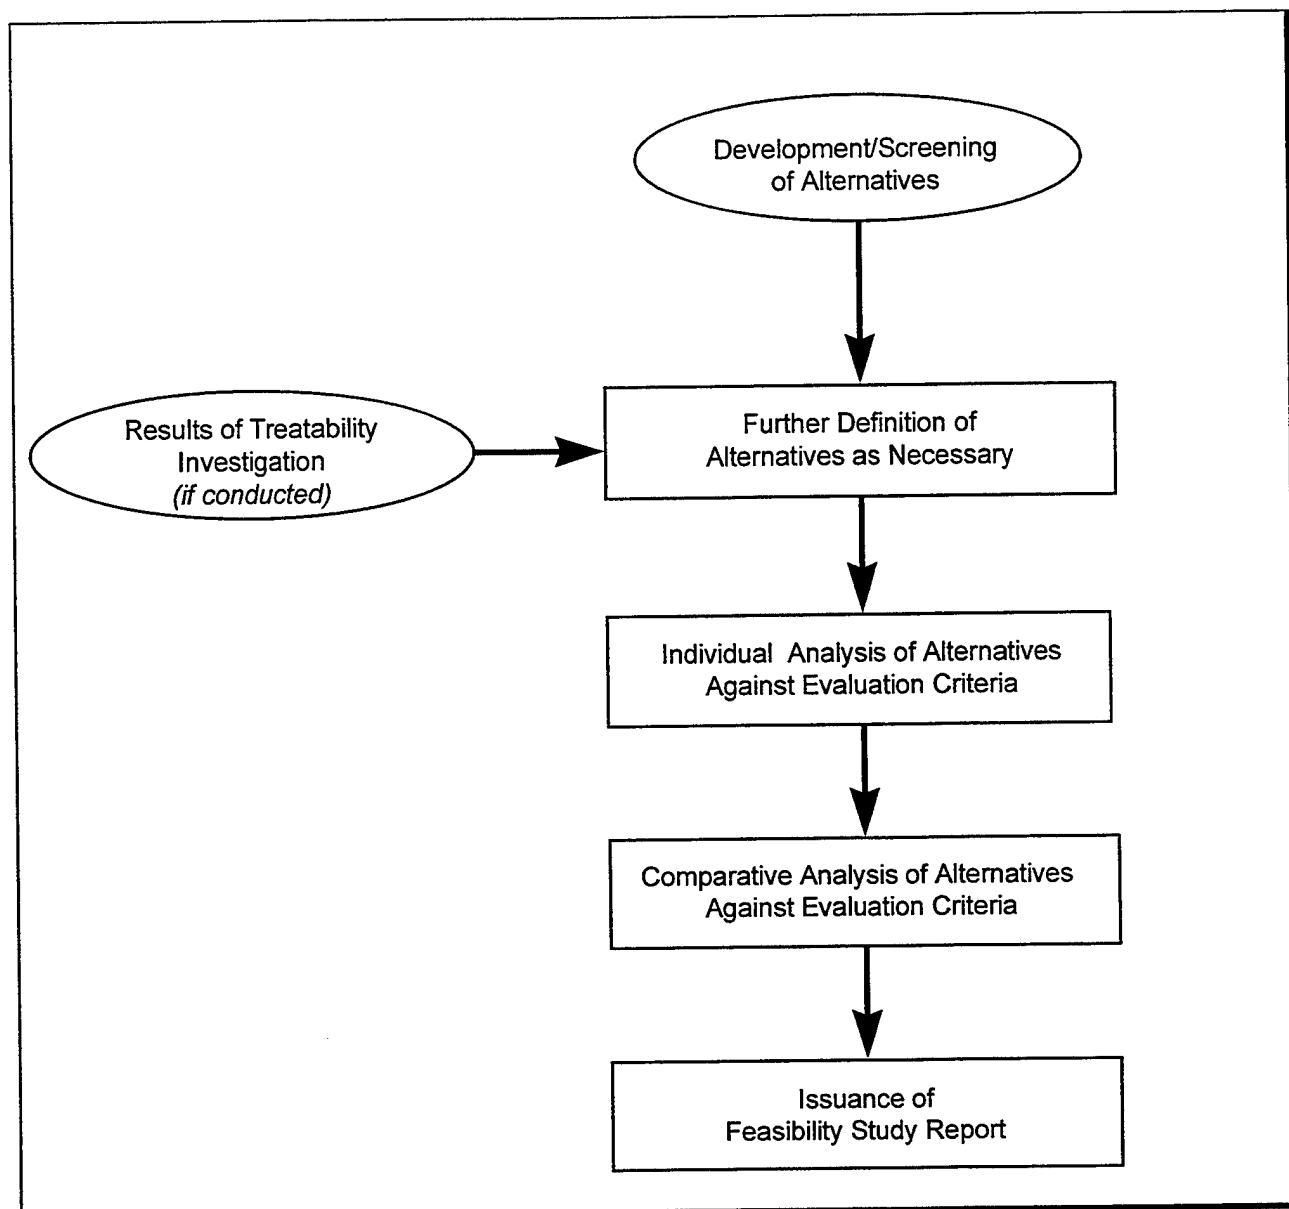 Development/Screening
of Alternatives
Results of Treatability
Investigation
(if conducted)
Further Definition of
Alternatives as Necessary
Individual Analysis of Alternatives
Against Evaluation Criteria
Comparative Analysis of Alternatives
Against Evaluation Criteria
Issuance of
Feasibility Study Report